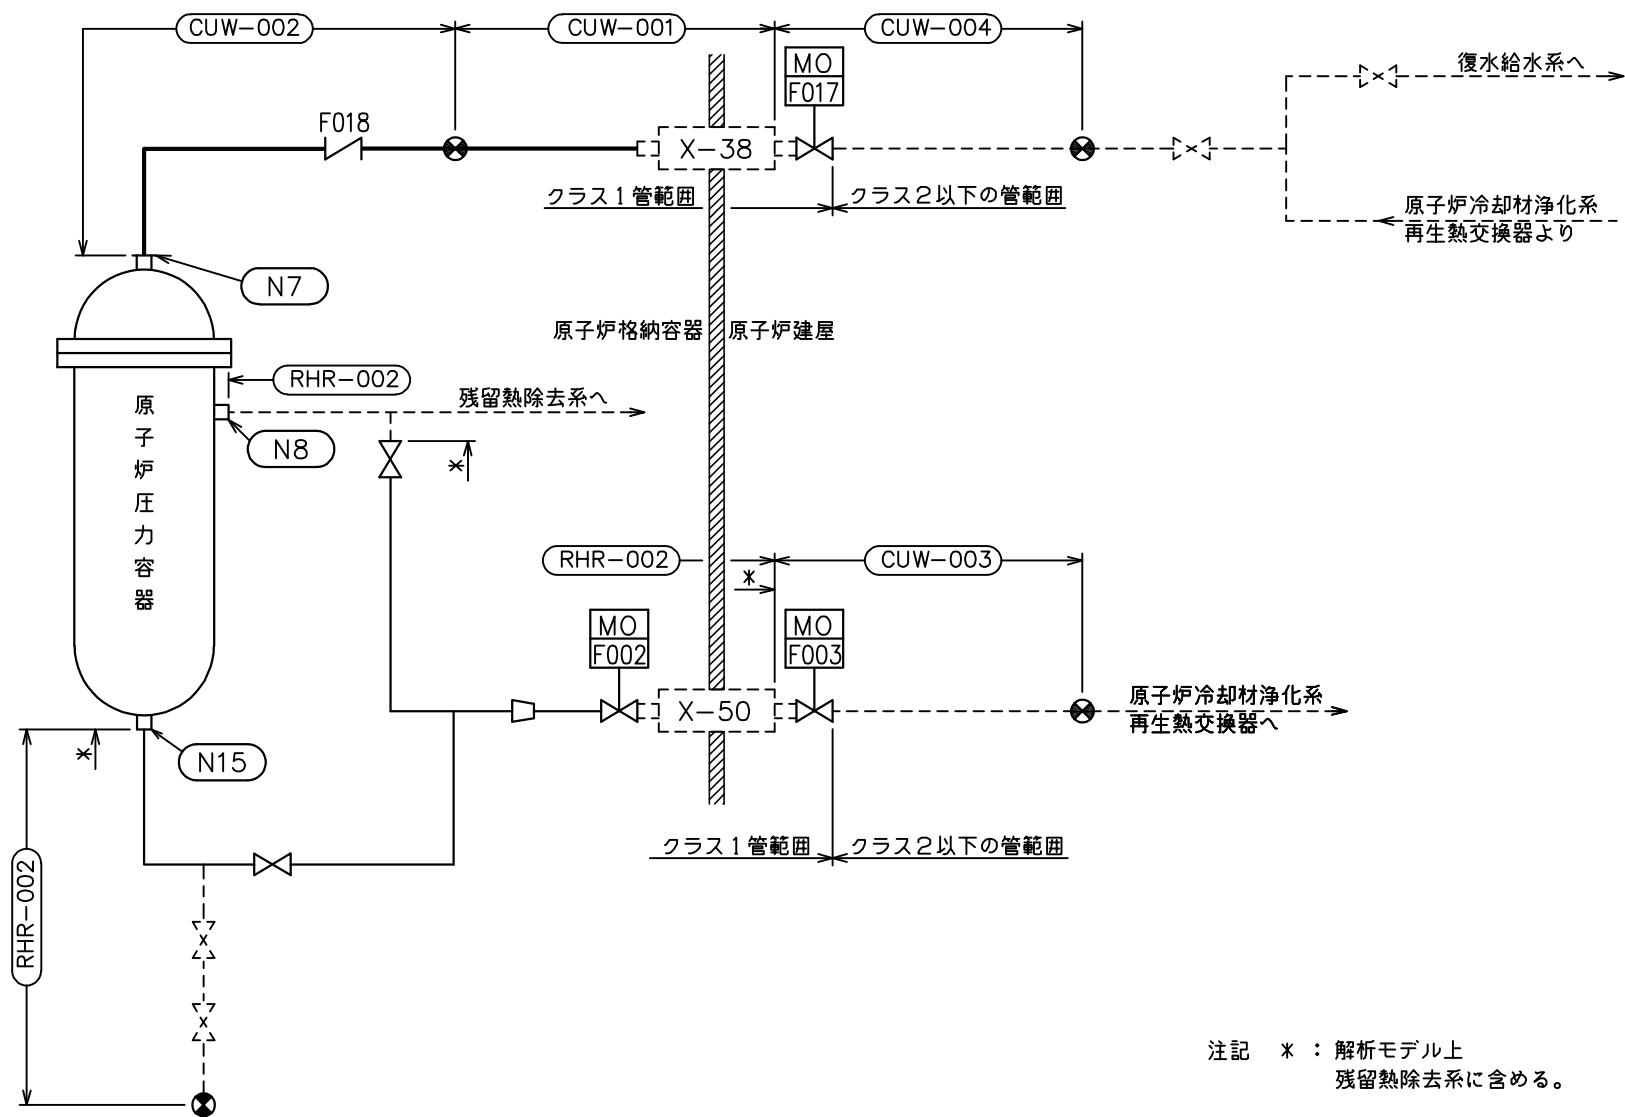 CUW-002
CUW-001
CUW-004
MO
F017
復水給水系へ
F018
X-38
クラス1管範囲
クラス2以下の管範囲
原子炉冷却材浄化系
再生熱交換器より
N7
原子炉格納容器
原子炉建屋
RHR-002
残留熱除去系へ
N8
*
原子炉圧力容器
RHR-002
CUW-003
*
MO
F002
MO
F003
X-50
原子炉冷却材浄化系
再生熱交換器へ
N15
*
クラス1管範囲
クラス2以下の管範囲
RHR-002
注記 * : 解析モデル上
残留熱除去系に含める。